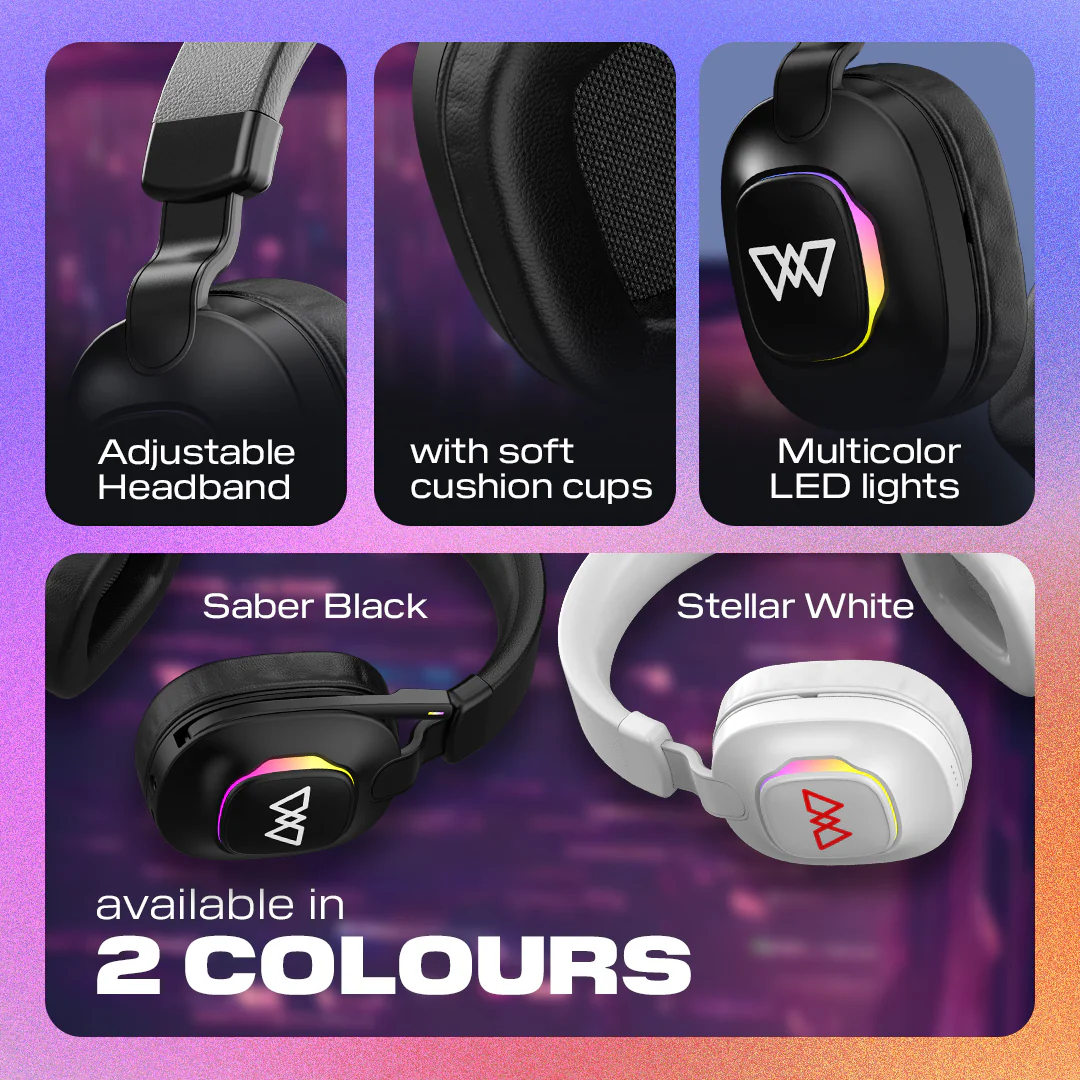 Adjustable
Headband
with soft
cushion cups
Multicolor
LED lights
Saber Black
Stellar White
available in
2 COLOURS